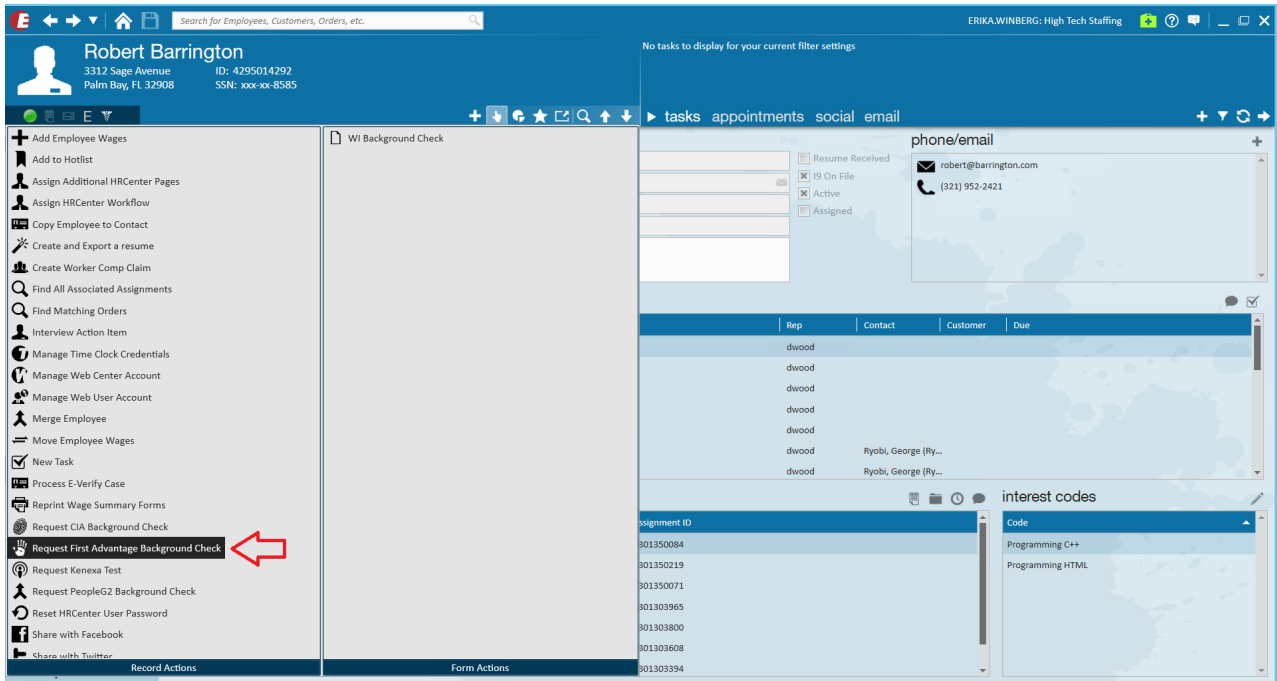 E
Search for Employees, Customers, Orders, etc.
ERIKA.WINBERG: High Tech Staffing
Robert Barrington
3312 Sage Avenue ID: 4295014292
Palm Bay, FL 32908 SSN: xxx-xx-8585
No tasks to display for your current filter settings
E
tasks appointments social email
Add Employee Wages
Add to Hotlist
Assign Additional HRCenter Pages
Assign HRCenter Workflow
Copy Employee to Contact
Create and Export a resume
Create Worker Comp Claim
Find All Associated Assignments
Find Matching Orders
Interview Action Item
Manage Time Clock Credentials
Manage Web Center Account
Manage Web User Account
Merge Employee
Move Employee Wages
New Task
Process E-Verify Case
Reprint Wage Summary Forms
Request CIA Background Check
Request First Advantage Background Check
Request Kenexa Test
Request PeopleG2 Background Check
Reset HRCenter User Password
Share with Facebook
Share with Twitter
Record Actions
WI Background Check
Form Actions
Resume Received
I9 On File
Active
Assigned
phone/email
robert@barrington.com
(321) 952-2421
Rep Contact Customer Due
dwood
dwood
dwood
dwood
dwood
dwood Ryobi, George (Ry...
dwood Ryobi, George (Ry...
ssignment ID
301350084
301350219
301350071
301303965
301303800
301303608
301303394
interest codes
Code
Programming C++
Programming HTML